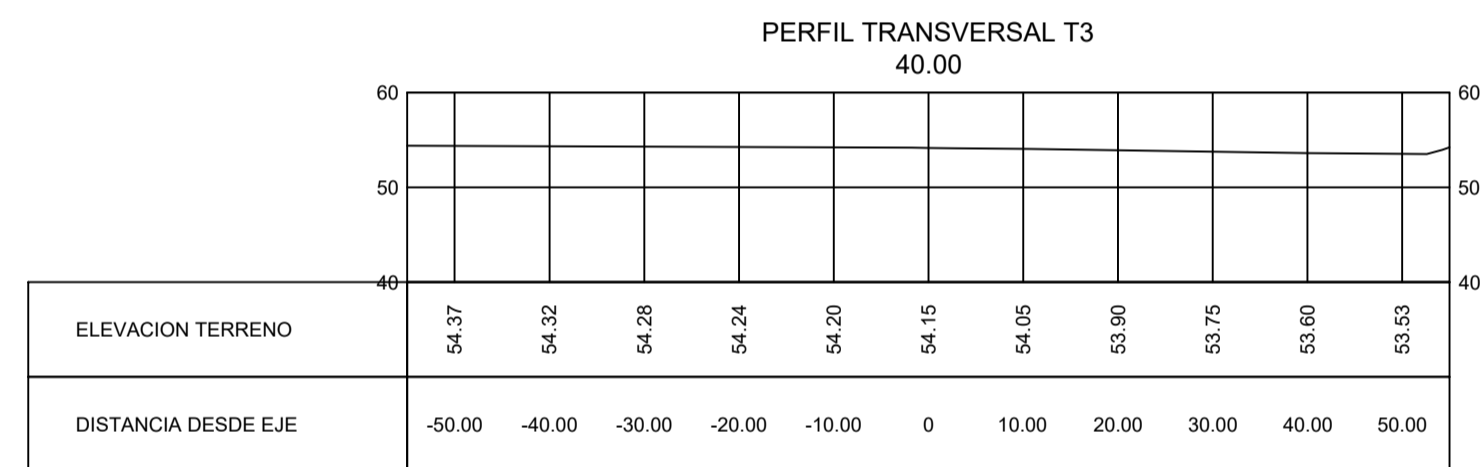 PERFIL TRANSVERSAL T3
40.00
60 60
50 50
40 40
ELEVACION TERRENO 54.37 54.32 54.28 54.24 54.20 54.15 54.05 53.90 53.75 53.60 53.53
DISTANCIA DESDE EJE -50.00 -40.00 -30.00 -20.00 -10.00 0 10.00 20.00 30.00 40.00 50.00